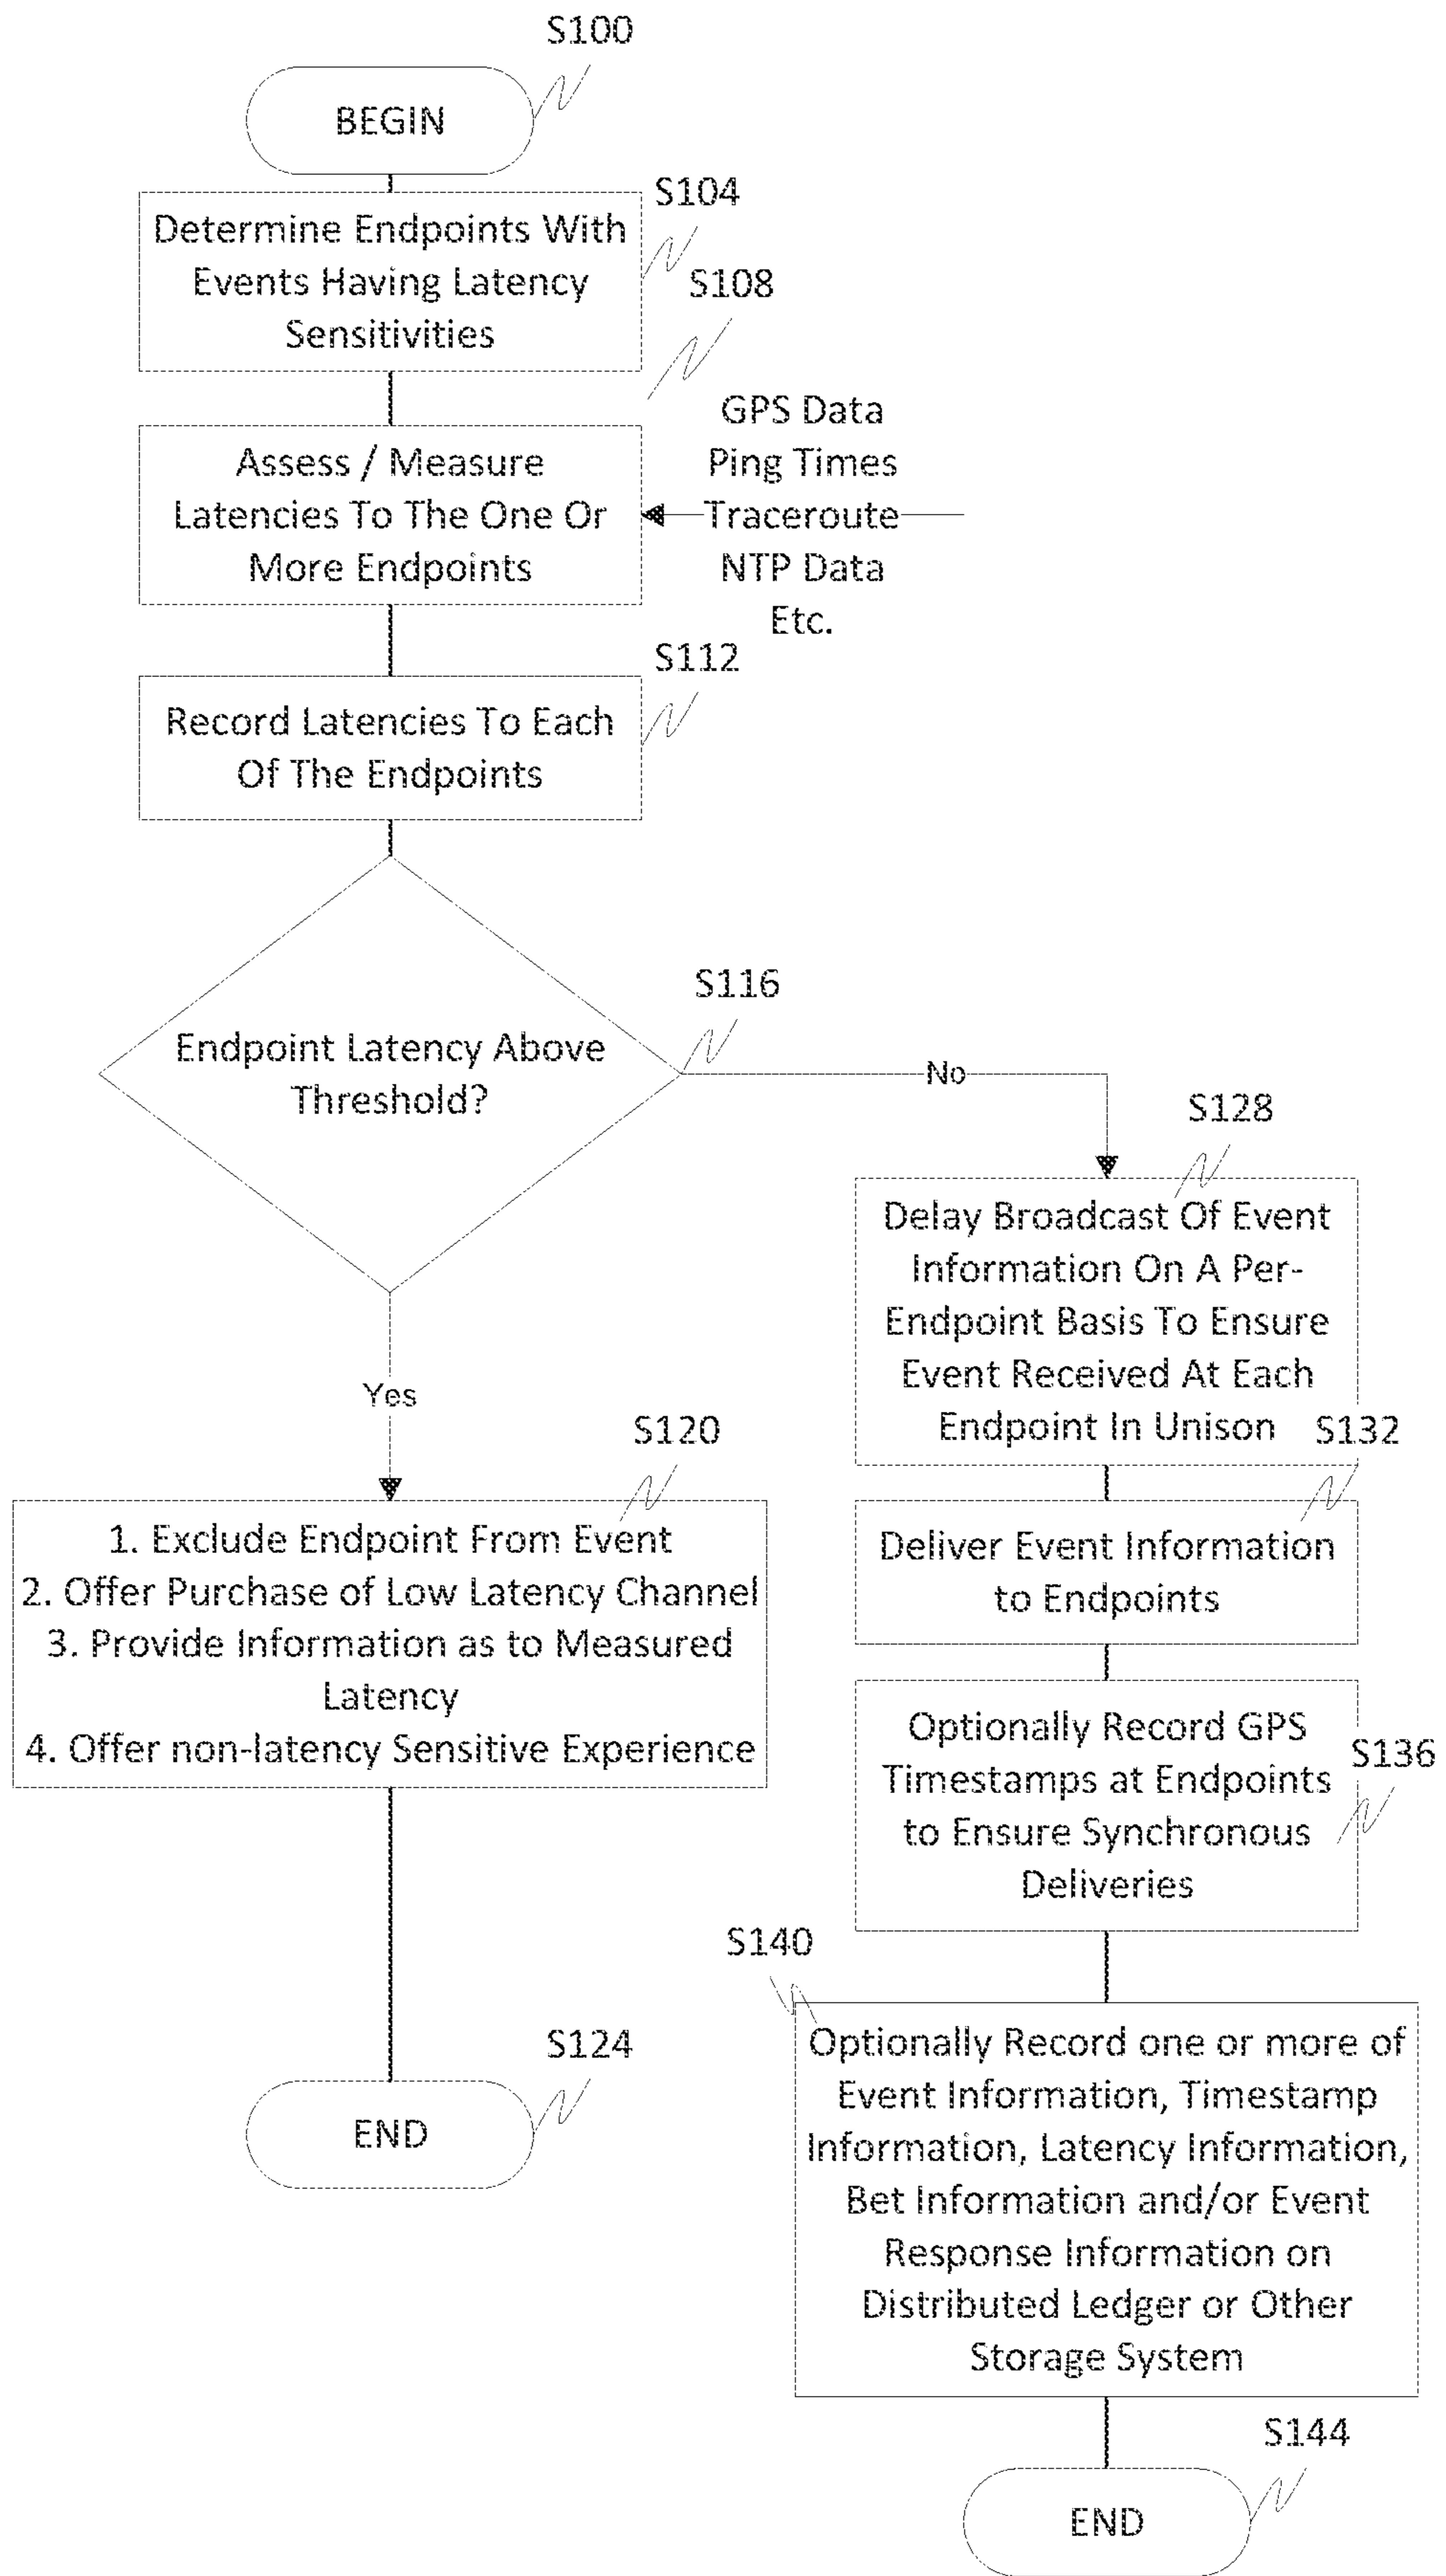 S100
BEGIN
S104
Determine Endpoints With
Events Having Latency
Sensitivities
S108
GPS Data
Ping Times
Traceroute
NTP Data
Etc.
Assess / Measure
Latencies To The One Or
More Endpoints
S112
Record Latencies To Each
Of The Endpoints
S116
Endpoint Latency Above
Threshold?
No
Yes
S120
1. Exclude Endpoint From Event
2. Offer Purchase of Low Latency Channel
3. Provide Information as to Measured
Latency
4. Offer non-latency Sensitive Experience
S124
END
S128
Delay Broadcast Of Event
Information On A Per-
Endpoint Basis To Ensure
Event Received At Each
Endpoint In Unison
S132
Deliver Event Information
to Endpoints
Optionally Record GPS
Timestamps at Endpoints
to Ensure Synchronous
Deliveries
S136
S140
Optionally Record one or more of
Event Information, Timestamp
Information, Latency Information,
Bet Information and/or Event
Response Information on
Distributed Ledger or Other
Storage System
S144
END